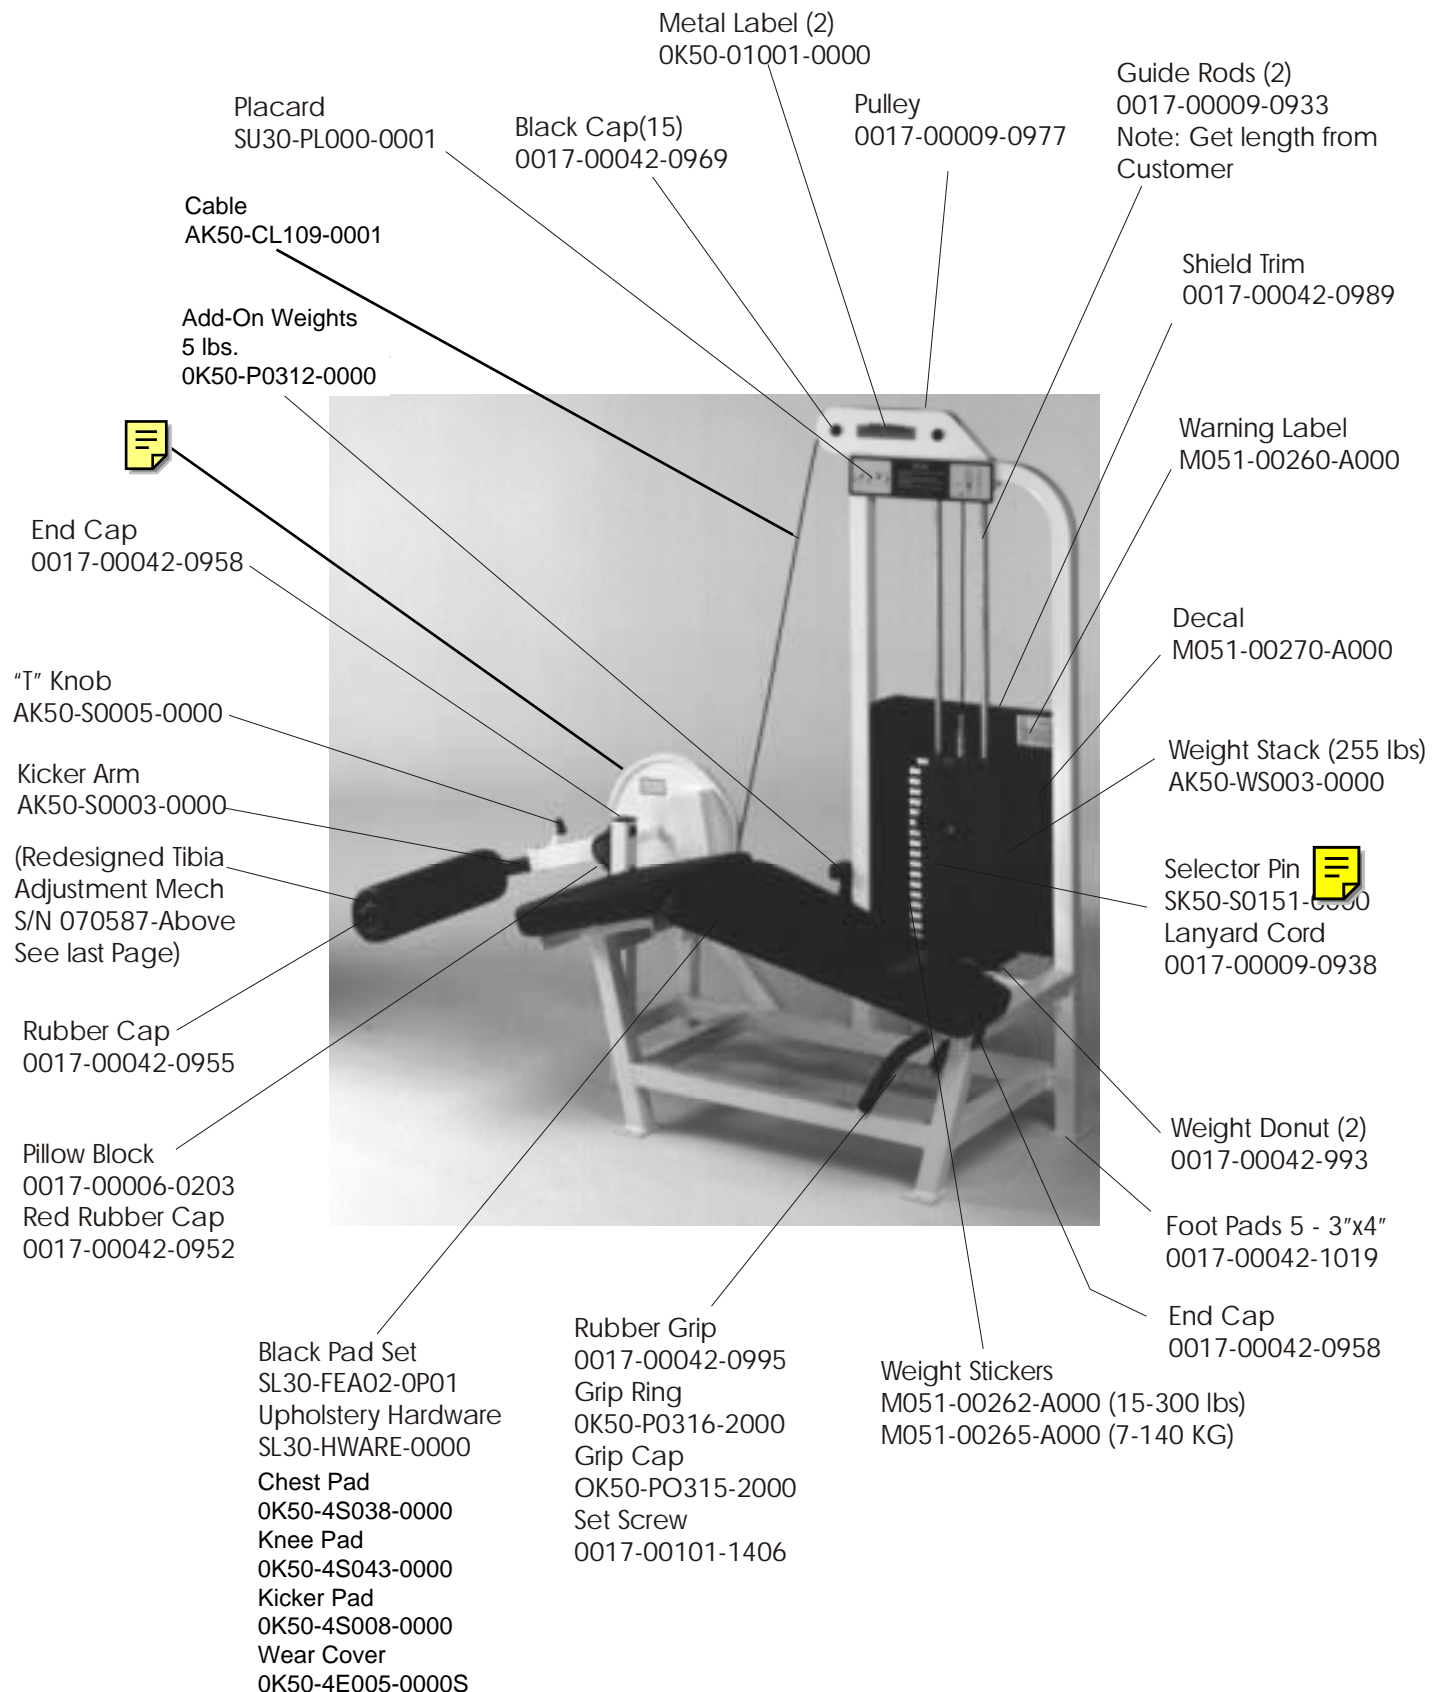 Metal Label (2)
0K50-01001-0000
Guide Rods (2)
0017-00009-0933
Note: Get length from
Customer
Placard
SU30-PL000-0001
Black Cap(15)
0017-00042-0969
Pulley
0017-00009-0977
Cable
AK50-CL109-0001
Shield Trim
0017-00042-0989
Add-On Weights
5 lbs.
0K50-P0312-0000
Warning Label
M051-00260-A000
End Cap
0017-00042-0958
Decal
M051-00270-A000
"T" Knob
AK50-S0005-0000
Weight Stack (255 lbs)
AK50-WS003-0000
Kicker Arm
AK50-S0003-0000
(Redesigned Tibia
Adjustment Mech
S/N 070587-Above
See last Page)
Selector Pin
SK50-S0151-0000
Lanyard Cord
0017-00009-0938
Rubber Cap
0017-00042-0955
Weight Donut (2)
0017-00042-993
Pillow Block
0017-00006-0203
Red Rubber Cap
0017-00042-0952
Foot Pads 5 - 3"x4"
0017-00042-1019
End Cap
0017-00042-0958
Black Pad Set
SL30-FEA02-0P01
Upholstery Hardware
SL30-HWARE-0000
Chest Pad
0K50-4S038-0000
Knee Pad
0K50-4S043-0000
Kicker Pad
0K50-4S008-0000
Wear Cover
0K50-4E005-0000S
Rubber Grip
0017-00042-0995
Grip Ring
0K50-P0316-2000
Grip Cap
OK50-PO315-2000
Set Screw
0017-00101-1406
Weight Stickers
M051-00262-A000 (15-300 lbs)
M051-00265-A000 (7-140 KG)